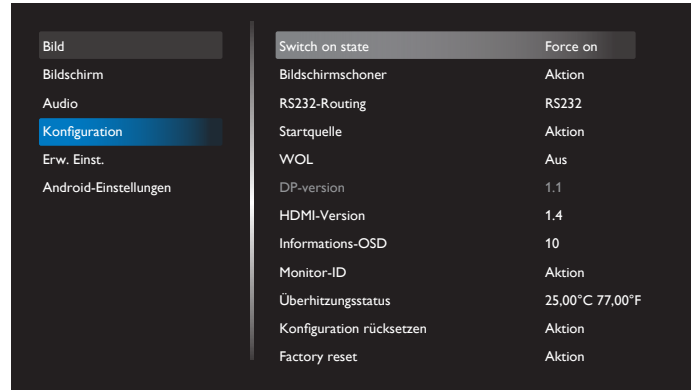 Bild
Bildschirm
Audio
Konfiguration
Erw. Einst.
Android-Einstellungen
Switch on state Force on
Bildschirmschoner Aktion
RS232-Routing RS232
Startquelle Aktion
WOL Aus
DP-version 1.1
HDMI-Version 1.4
Informations-OSD 10
Monitor-ID Aktion
Überhitzungsstatus 25,00°C 77,00°F
Konfiguration rücksetzen Aktion
Factory reset Aktion